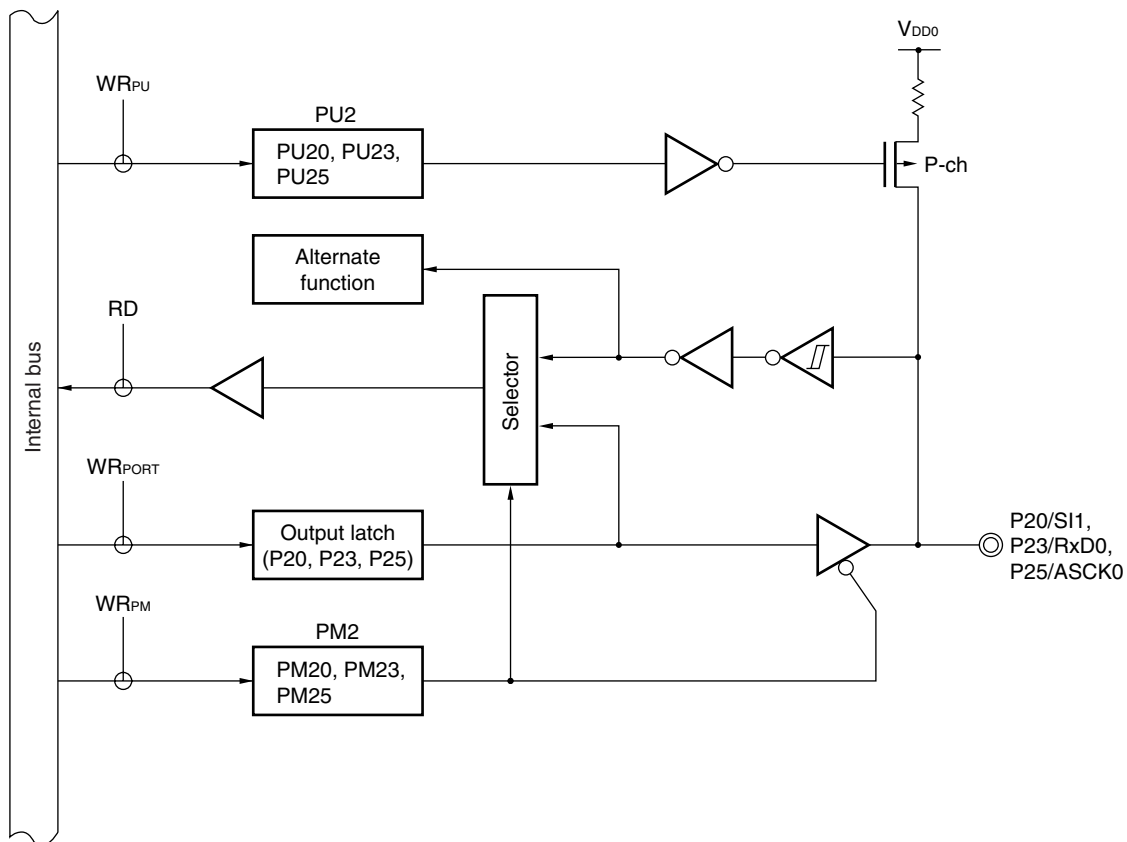 VDD0
WRPU
PU2
PU20, PU23,
PU25
P-ch
Alternate
function
RD
Selector
Internal bus
WRPORT
Output latch
(P20, P23, P25)
P20/SI1,
P23/RxD0,
P25/ASCK0
WRPM
PM2
PM20, PM23,
PM25